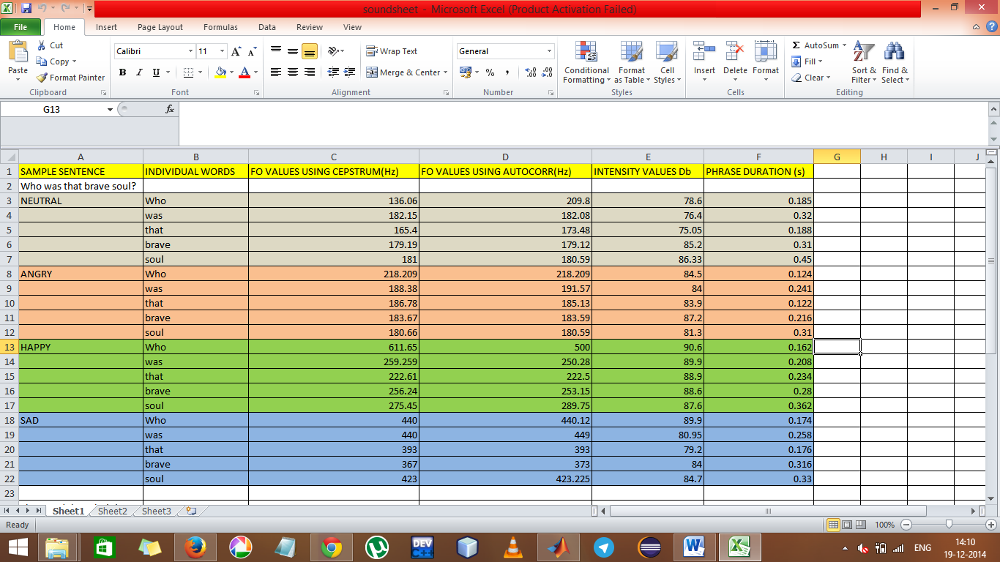 soundsheet - Microsoft Excel (Product Activation Failed)
File Home Insert Page Layout Formulas Data Review View
Paste
Cut
Copy
Format Painter
Clipboard
Calibri 11
B I U
Font
Wrap Text
Merge & Center
Alignment
General
% ,
Number
Conditional Formatting
Format as Table
Cell Styles
Styles
Insert Delete Format
Cells
Σ AutoSum
Fill
Clear
Sort & Filter
Find & Select
Editing
G13 fx
A B C D E F G H I J
1 SAMPLE SENTENCE INDIVIDUAL WORDS FO VALUES USING CEPSTRUM(Hz) FO VALUES USING AUTOCORR(Hz) INTENSITY VALUES Db PHRASE DURATION (s)
2 Who was that brave soul?
3 NEUTRAL Who 136.06 209.8 78.6 0.185
4 was 182.15 182.08 76.4 0.32
5 that 165.4 173.48 75.05 0.188
6 brave 179.19 179.12 85.2 0.31
7 soul 181 180.59 86.33 0.45
8 ANGRY Who 218.209 218.209 84.5 0.124
9 was 188.38 191.57 84 0.241
10 that 186.78 185.13 83.9 0.122
11 brave 183.67 183.59 87.2 0.216
12 soul 180.66 180.59 81.3 0.31
13 HAPPY Who 611.65 500 90.6 0.162
14 was 259.259 250.28 89.9 0.208
15 that 222.61 222.5 88.9 0.234
16 brave 256.24 253.15 88.6 0.28
17 soul 275.45 289.75 87.6 0.362
18 SAD Who 440 440.12 89.9 0.174
19 was 440 449 80.95 0.258
20 that 393 393 79.2 0.176
21 brave 367 373 84 0.316
22 soul 423 423.225 84.7 0.33
23
Sheet1 Sheet2 Sheet3
Ready 100%
DEV C++
ENG
14:10
19-12-2014